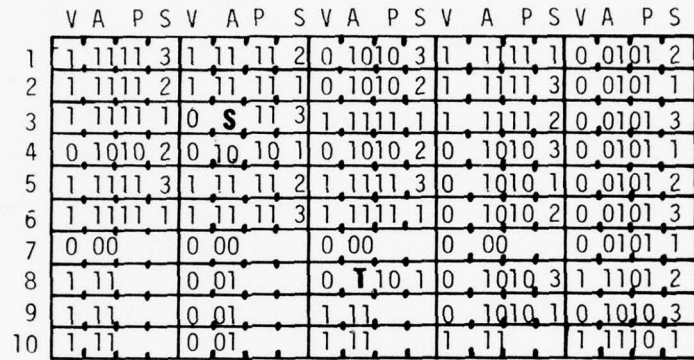 V A P S V A P S V A P S V A P S V A P S
1 1 1111 3 1 11 11 2 0 1010 3 1 1111 1 0 0101 2
2 1 1111 2 1 11 11 1 0 1010 2 1 1111 3 0 0101 1
3 1 1111 1 0 S 11 3 1 1111 1 1 1111 2 0 0101 3
4 0 1010 2 0 10 10 1 0 1010 2 0 1010 3 0 0101 1
5 1 1111 3 1 11 11 2 1 1111 3 0 1010 1 0 0101 2
6 1 1111 1 1 11 11 3 1 1111 1 0 1010 2 0 0101 3
7 0 00 0 00 0 00 0 00 0 0101 1
8 1 11 0 01 0 T 10 1 0 1010 3 1 1101 2
9 1 11 0 01 1 11 0 1010 1 0 1010 3
10 1 11 0 01 1 11 1 11 1 1110 1